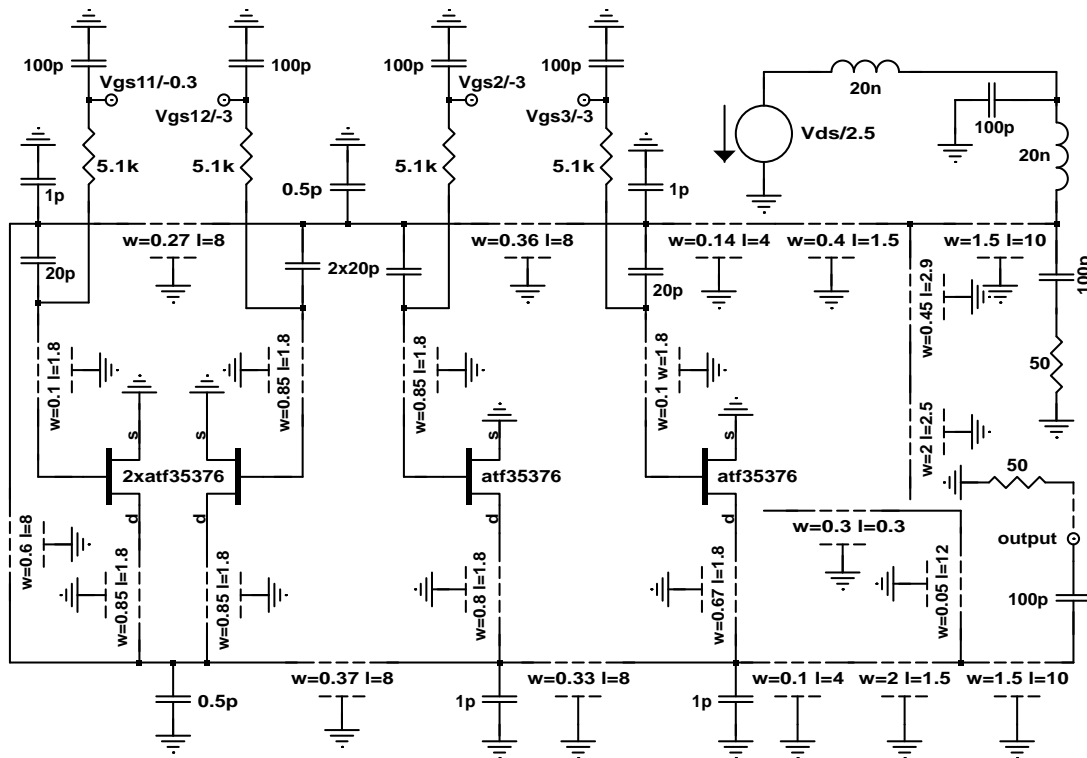 100p
100p
100p
100p
Vgs11/-0.3
Vgs12/-3
Vgs2/-3
Vgs3/-3
20n
Vds/2.5
100p
20n
5.1k
5.1k
5.1k
5.1k
1p
0.5p
1p
w=0.27 l=8
w=0.36 l=8
w=0.14 l=4
w=0.4 l=1.5
w=1.5 l=10
20p
2x20p
20p
100p
w=0.45 l=2.9
w=0.1 l=1.8
w=0.85 l=1.8
w=0.85 l=1.8
w=0.1 w=1.8
50
w=2 l=2.5
s
s
s
s
2xatf35376
atf35376
atf35376
50
d
d
d
d
w=0.3 l=0.3
output
w=0.6 l=8
w=0.85 l=1.8
w=0.85 l=1.8
w=0.8 l=1.8
w=0.67 l=1.8
w=0.05 l=12
100p
w=0.37 l=8
w=0.33 l=8
w=0.1 l=4
w=2 l=1.5
w=1.5 l=10
0.5p
1p
1p